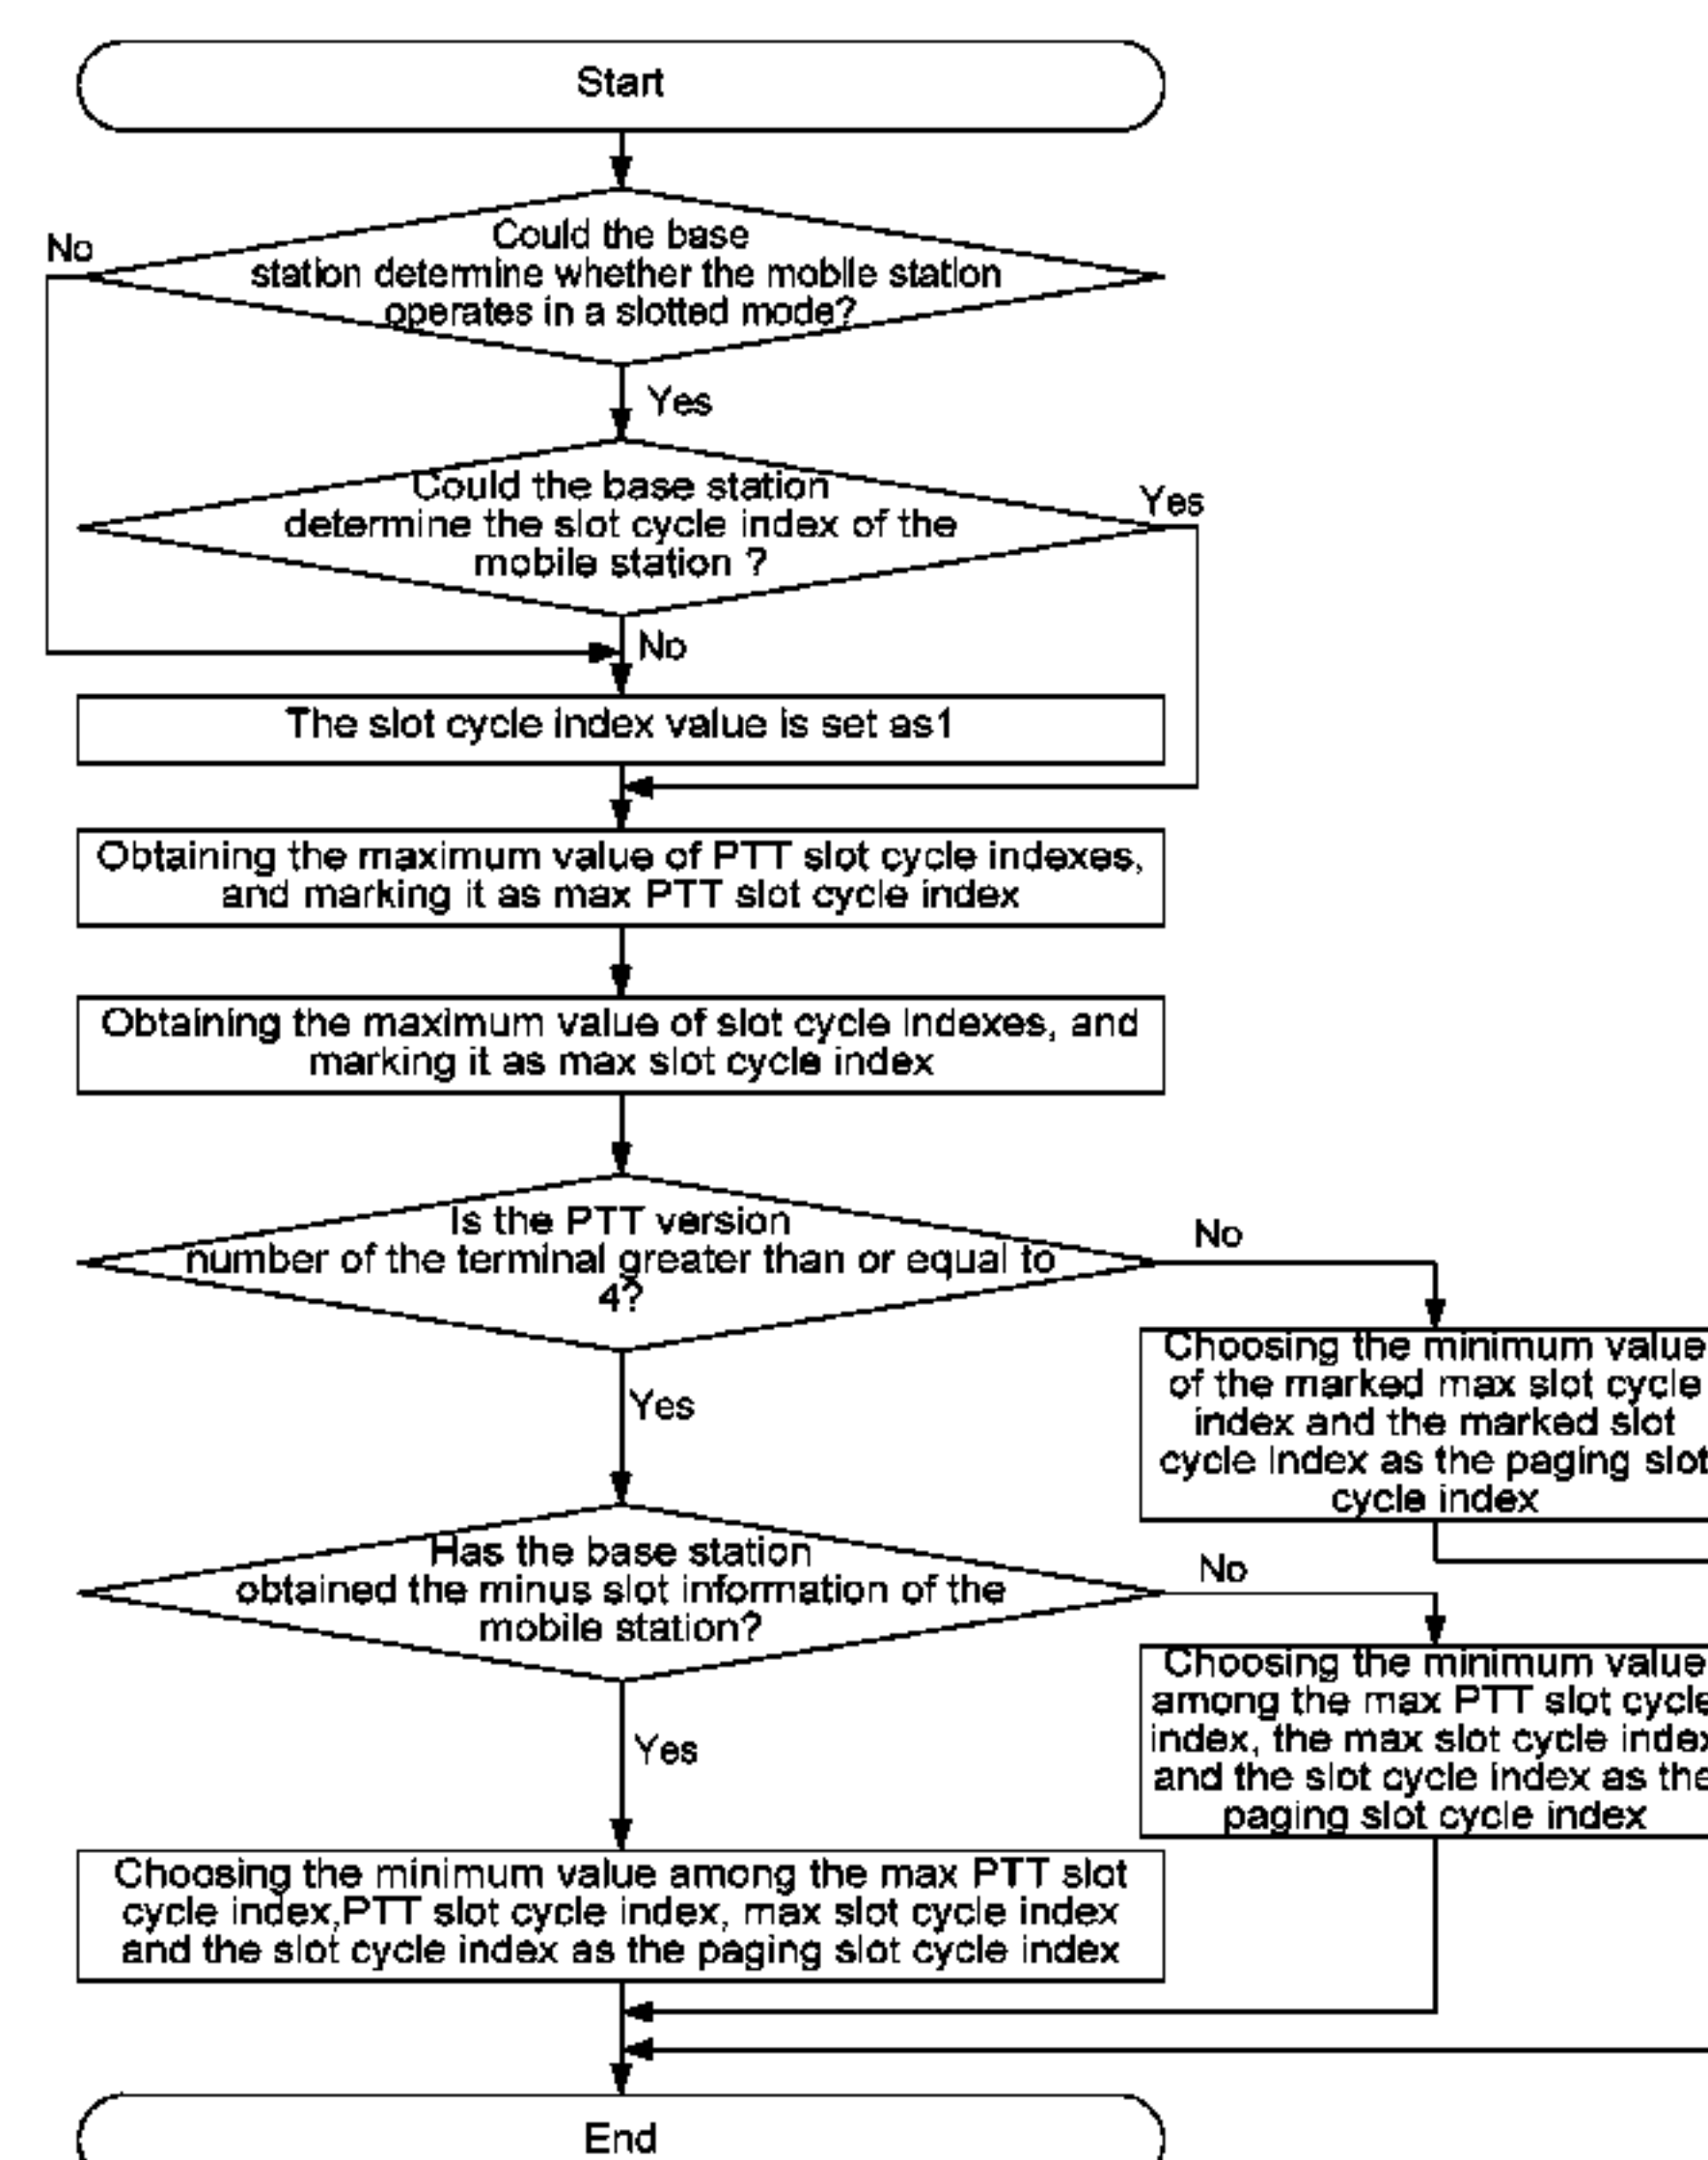 Start
Could the base
station determine whether the mobile station
operates in a slotted mode?
No
Yes
Could the base station
determine the slot cycle index of the
mobile station ?
Yes
No
The slot cycle index value is set as1
Obtaining the maximum value of PTT slot cycle indexes,
and marking it as max PTT slot cycle index
Obtaining the maximum value of slot cycle indexes, and
marking it as max slot cycle index
Is the PTT version
number of the terminal greater than or equal to
4?
No
Yes
Choosing the minimum value
of the marked max slot cycle
index and the marked slot
cycle index as the paging slot
cycle index
Has the base station
obtained the minus slot information of the
mobile station?
No
Yes
Choosing the minimum value
among the max PTT slot cycle
index, the max slot cycle index
and the slot cycle index as the
paging slot cycle index
Choosing the minimum value among the max PTT slot
cycle index,PTT slot cycle index, max slot cycle index
and the slot cycle index as the paging slot cycle index
End